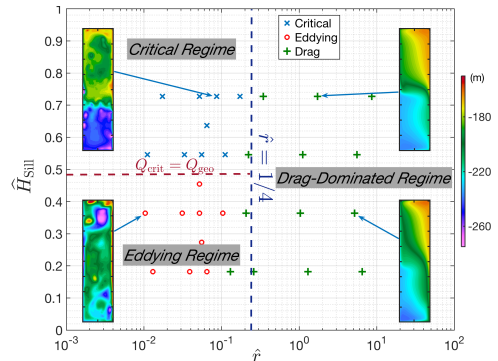 Critical
Eddying
Drag
Critical Regime
(m)
-180
-220
-260
r̂ = 1/4
Q_crit = Q_geo
Drag-Dominated Regime
Eddying Regime
Ĥ_Sill
1
0.9
0.8
0.7
0.6
0.5
0.4
0.3
0.2
0.1
0
10^-3 10^-2 10^-1 10^0 10^1 10^2
r̂